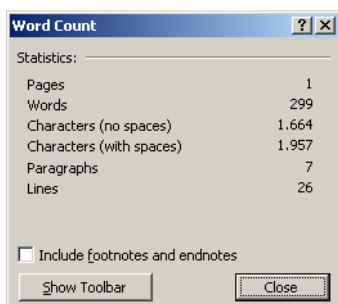 Word Count
Statistics:
Pages 1
Words 299
Characters (no spaces) 1.664
Characters (with spaces) 1.957
Paragraphs 7
Lines 26
Include footnotes and endnotes
Show Toolbar Close